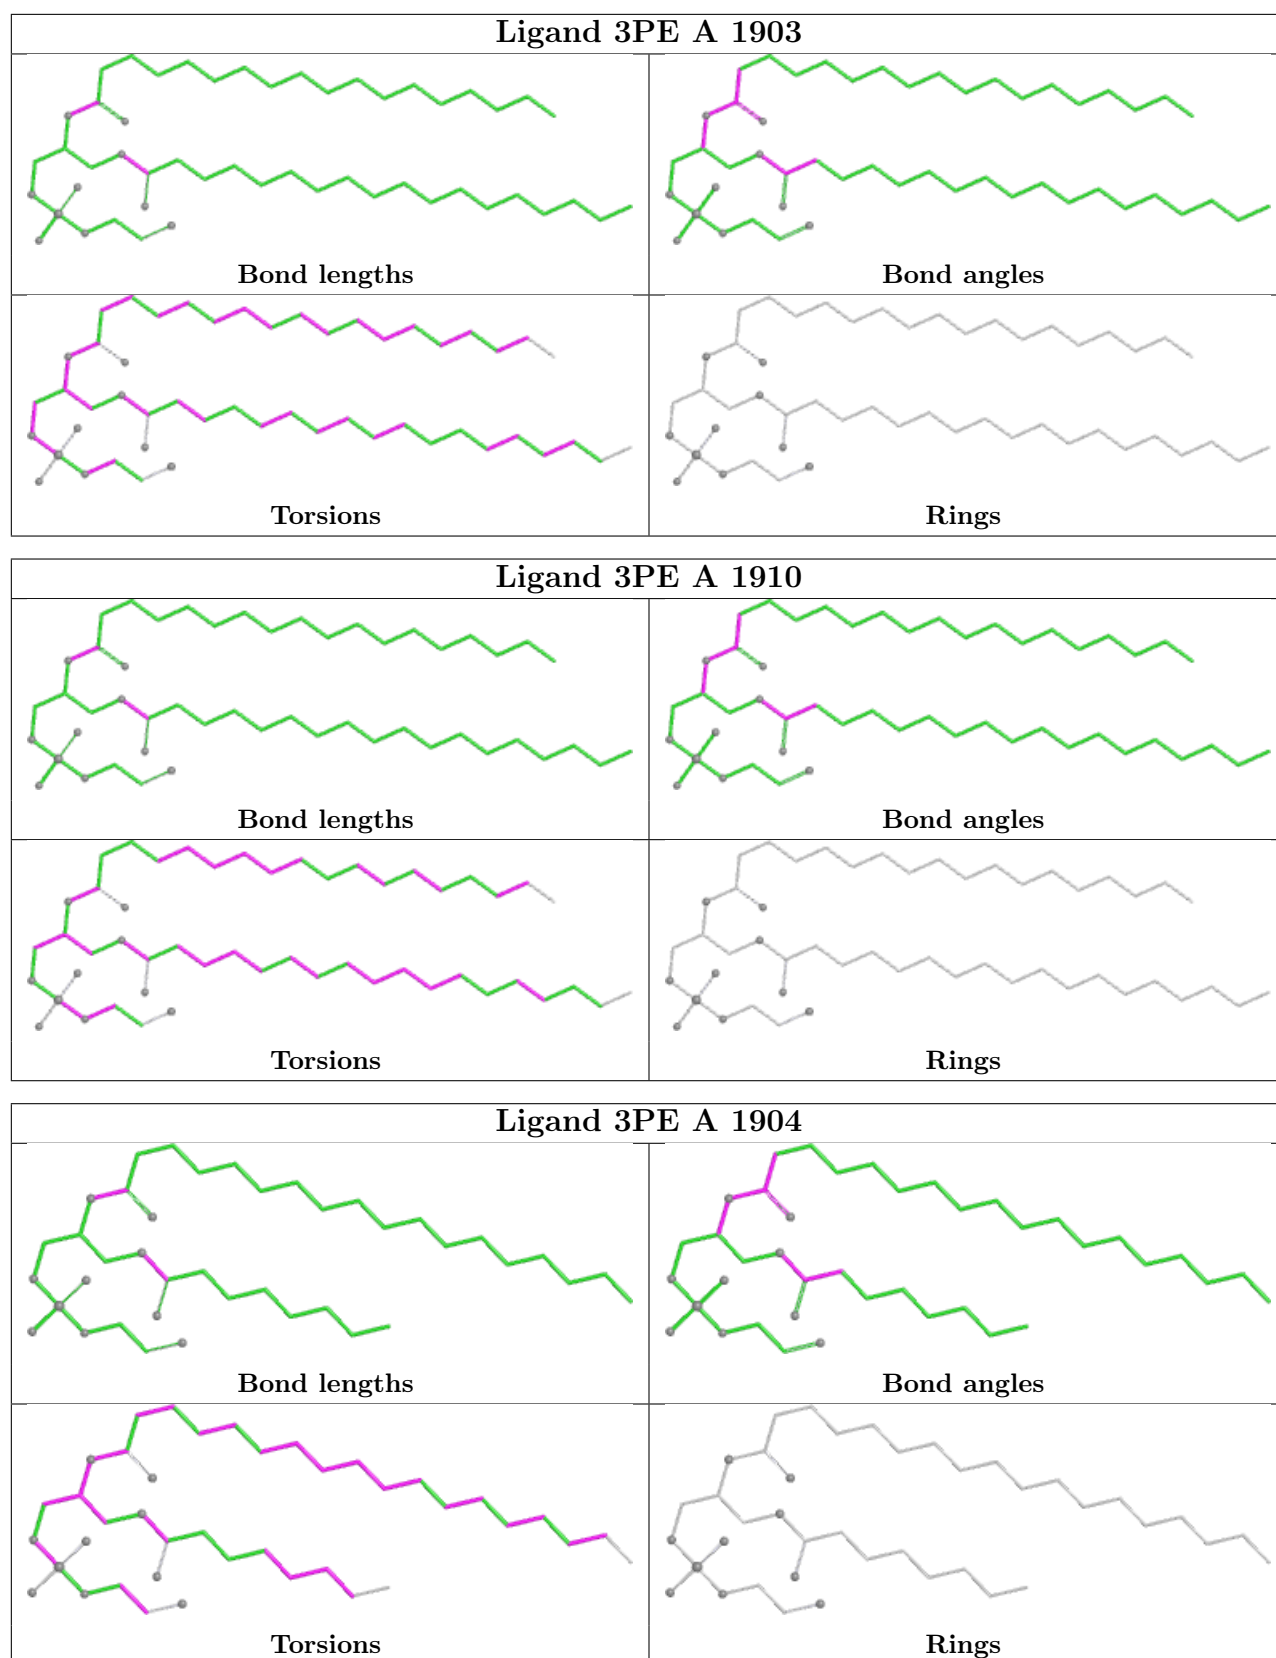 Ligand 3PE A 1903
Bond lengths
Bond angles
Torsions
Rings
Ligand 3PE A 1910
Bond lengths
Bond angles
Torsions
Rings
Ligand 3PE A 1904
Bond lengths
Bond angles
Torsions
Rings